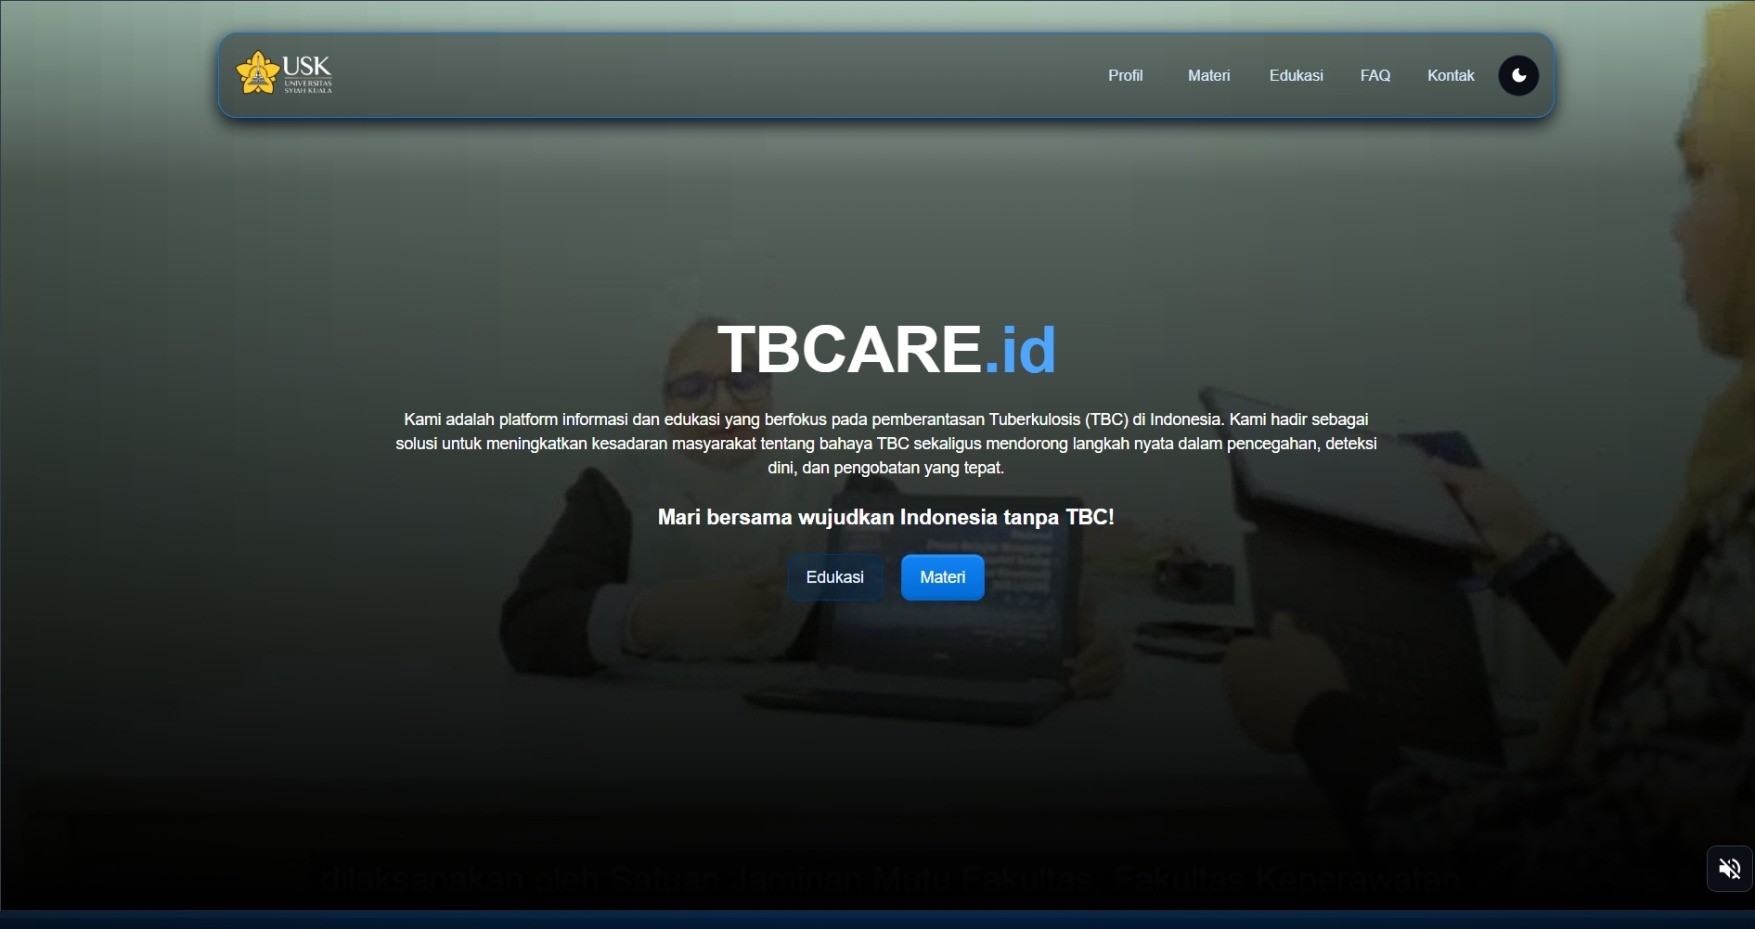 USK
UNIVERSITAS
SYIAH KUALA
Profil
Materi
Edukasi
FAQ
Kontak
TBCARE.id
Kami adalah platform informasi dan edukasi yang berfokus pada pemberantasan Tuberkulosis (TBC) di Indonesia. Kami hadir sebagai
solusi untuk meningkatkan kesadaran masyarakat tentang bahaya TBC sekaligus mendorong langkah nyata dalam pencegahan, deteksi
dini, dan pengobatan yang tepat.
Mari bersama wujudkan Indonesia tanpa TBC!
Edukasi
Materi
dilaksanakan oleh Satuan Jaminan Mutu Fakultas, Fakultas Keperawatan